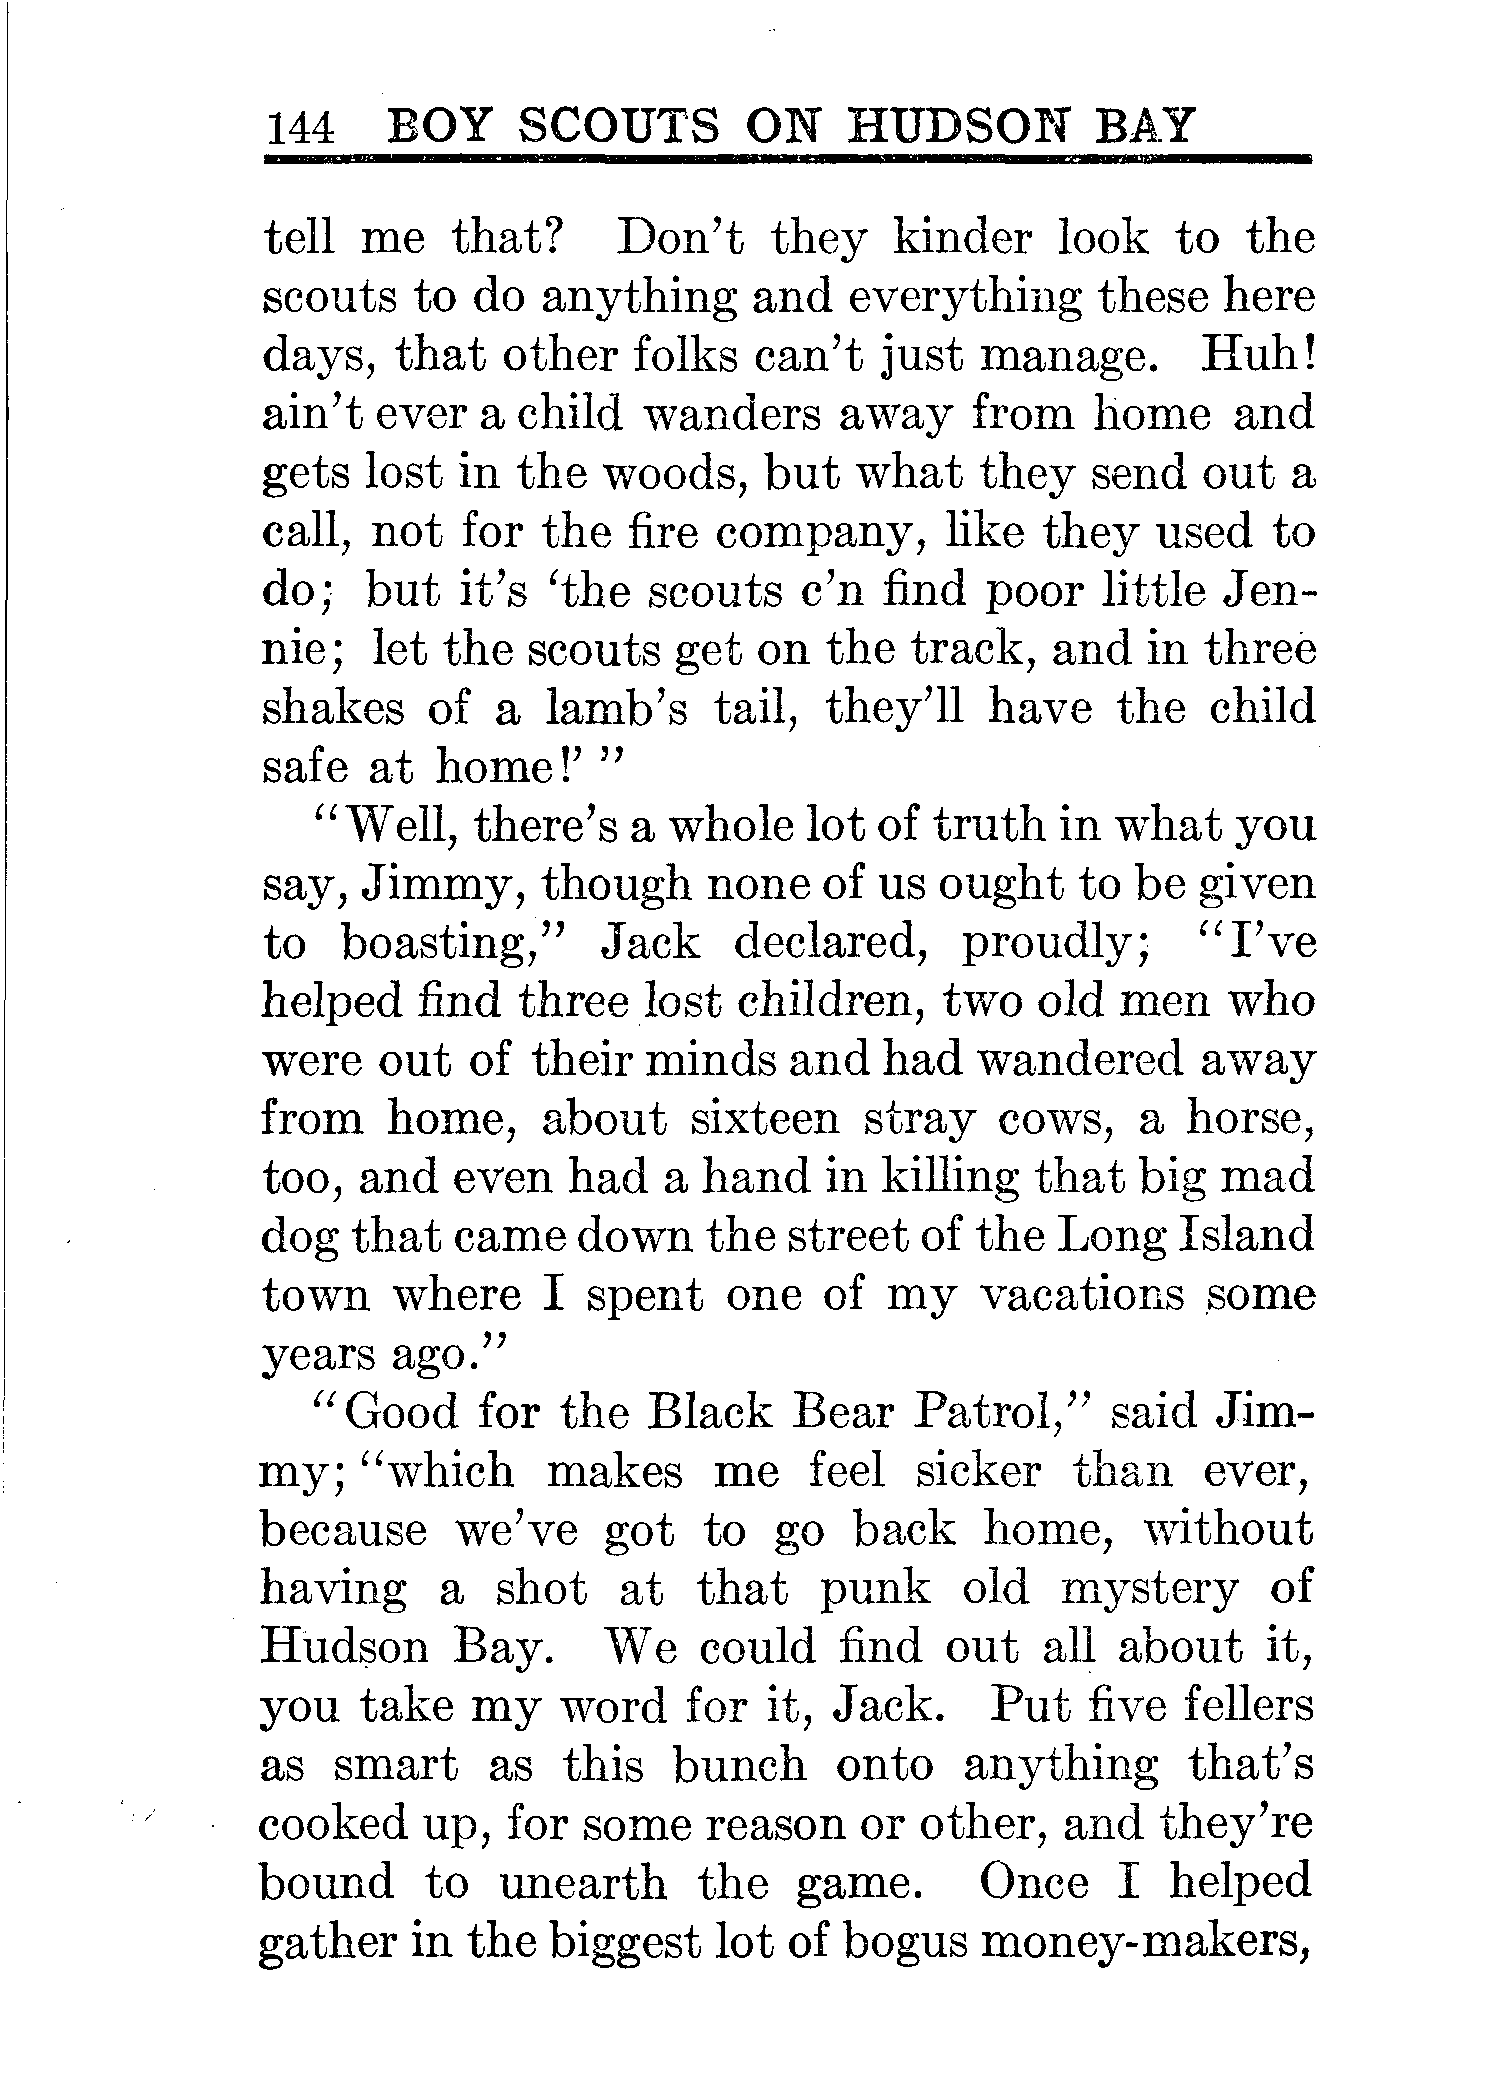 144 BOY SCOUTS ON HUDSON BAY
tell me that? Don't they kinder look to the
scouts to do anything and everything these here
days, that other folks can't just manage. Huh!
ain't ever a child wanders away from home and
gets lost in the woods, but what they send out a
call, not for the fire company, like they used to
do; but it's 'the scouts c'n find poor little Jen-
nie; let the scouts get on the track, and in three
shakes of a lamb's tail, they'll have the child
safe at home!' ”
“Well, there's a whole lot of truth in what you
say, Jimmy, though none of us ought to be given
to boasting,” Jack declared, proudly; “I've
helped find three lost children, two old men who
were out of their minds and had wandered away
from home, about sixteen stray cows, a horse,
too, and even had a hand in killing that big mad
dog that came down the street of the Long Island
town where I spent one of my vacations some
years ago.”
“Good for the Black Bear Patrol,” said Jim-
my; “which makes me feel sicker than ever,
because we've got to go back home, without
having a shot at that punk old mystery of
Hudson Bay. We could find out all about it,
you take my word for it, Jack. Put five fellers
as smart as this bunch onto anything that's
cooked up, for some reason or other, and they're
bound to unearth the game. Once I helped
gather in the biggest lot of bogus money-makers,